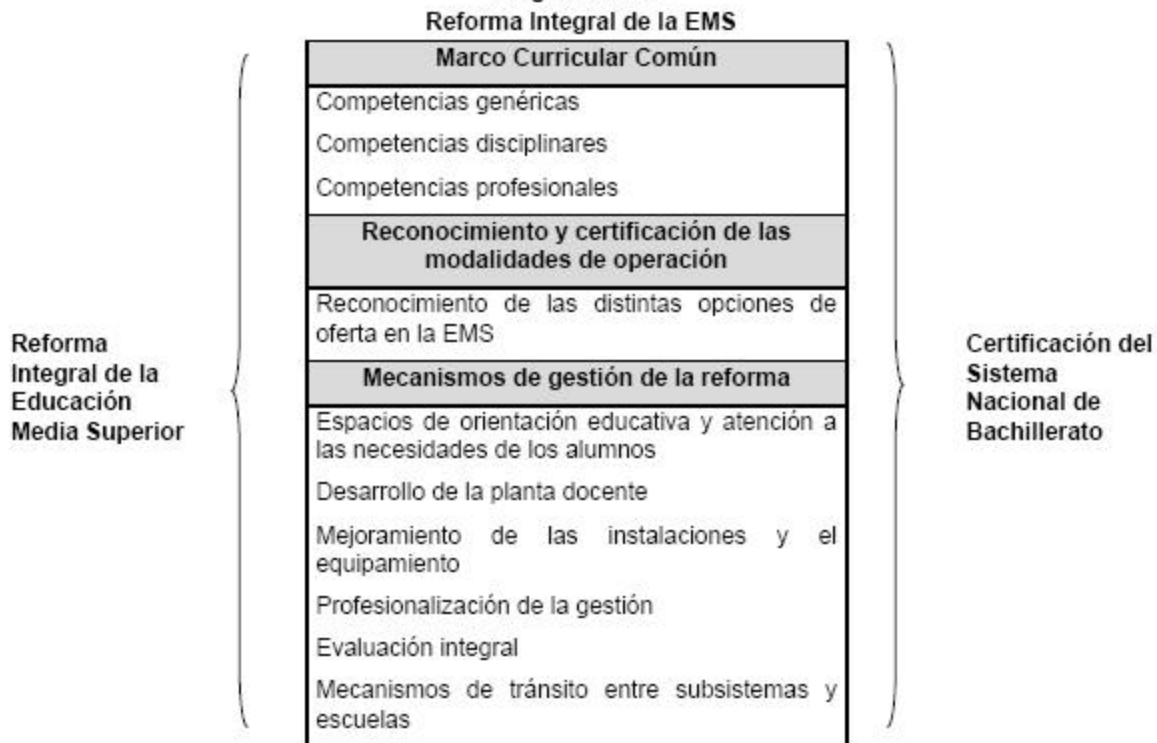 Reforma Integral de la EMS
Marco Curricular Común
Competencias genéricas
Competencias disciplinares
Competencias profesionales
Reconocimiento y certificación de las
modalidades de operación
Reconocimiento de las distintas opciones de
oferta en la EMS
Mecanismos de gestión de la reforma
Espacios de orientación educativa y atención a
las necesidades de los alumnos
Desarrollo de la planta docente
Mejoramiento de las instalaciones y el
equipamiento
Profesionalización de la gestión
Evaluación integral
Mecanismos de tránsito entre subsistemas y
escuelas
Reforma
Integral de la
Educación
Media Superior
Certificación del
Sistema
Nacional de
Bachillerato